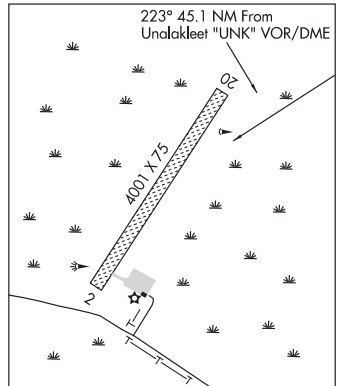 223° 45.1 NM From
Unalakleet "UNK" VOR/DME
20
4001 X 75
2
T
T
T
T